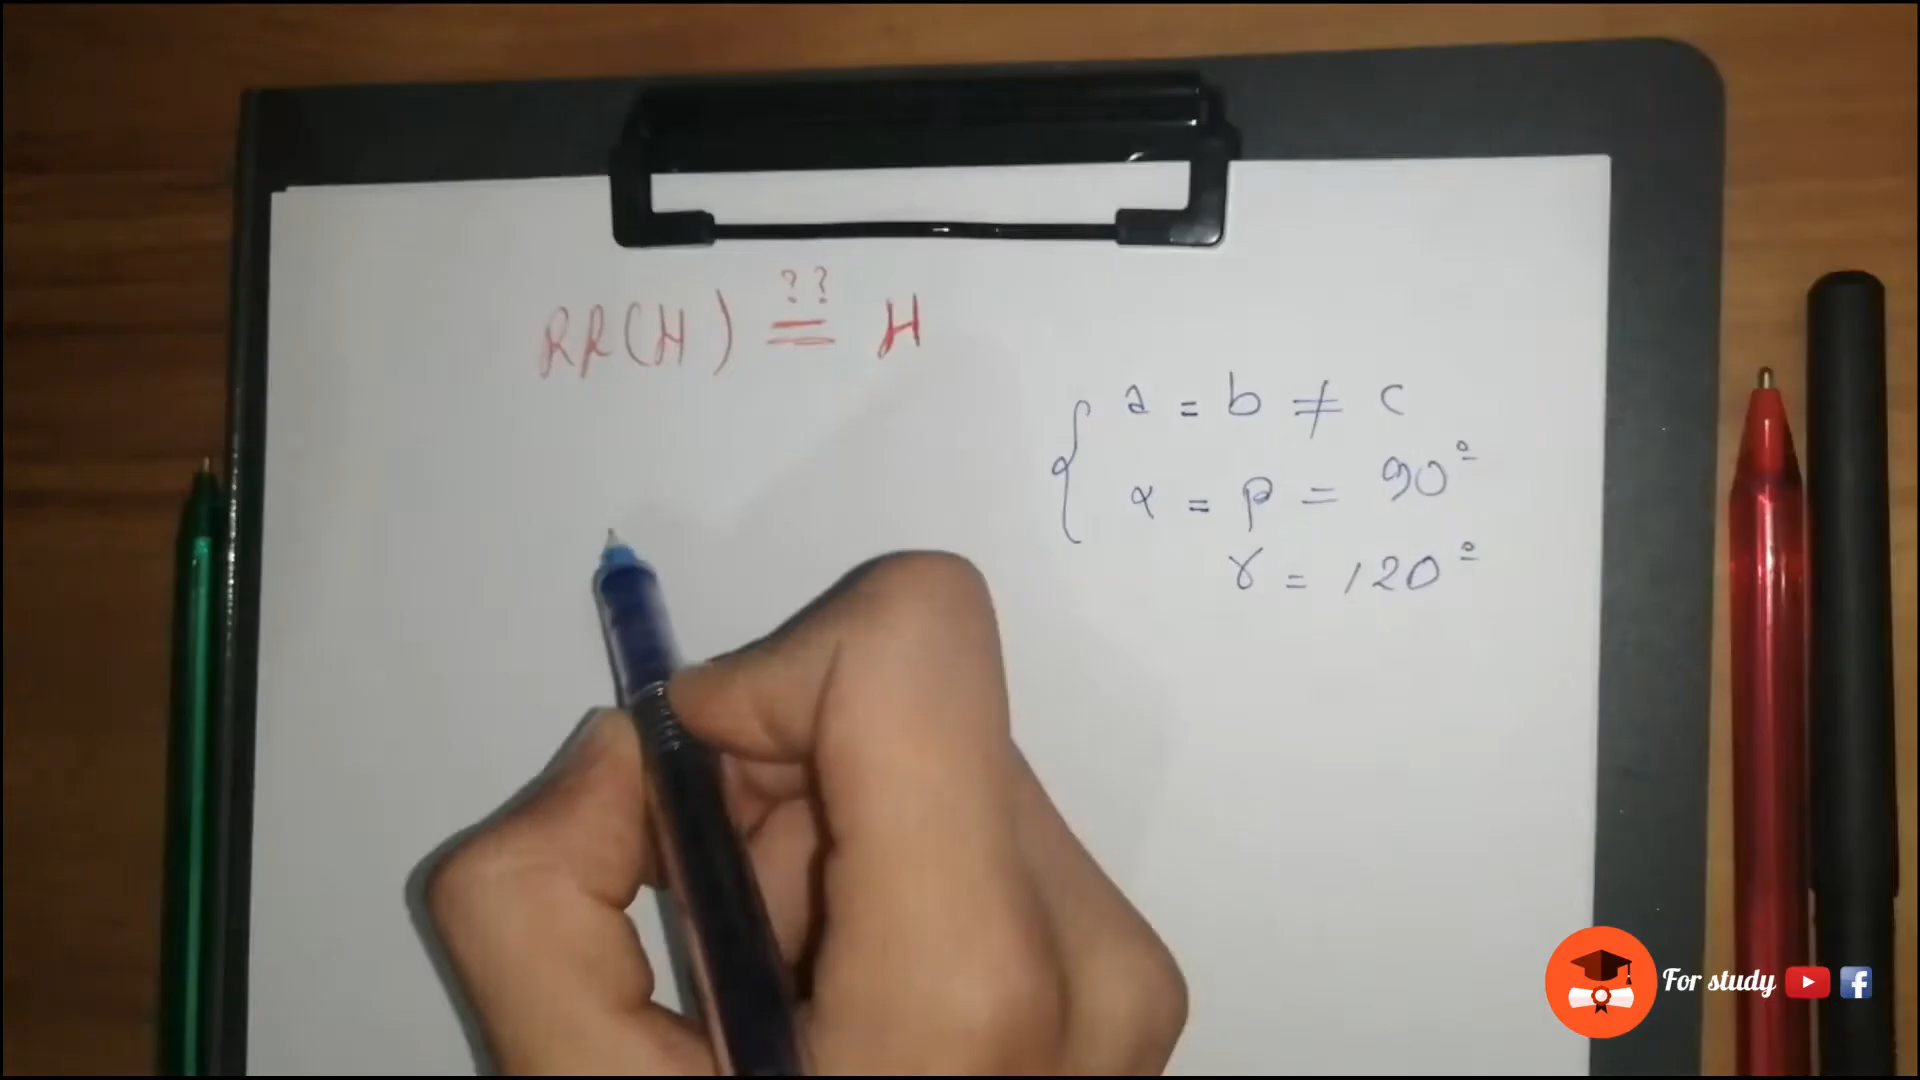 RR(H) ?? = H
a = b ≠ c
α = β = 90°
γ = 120°
For study